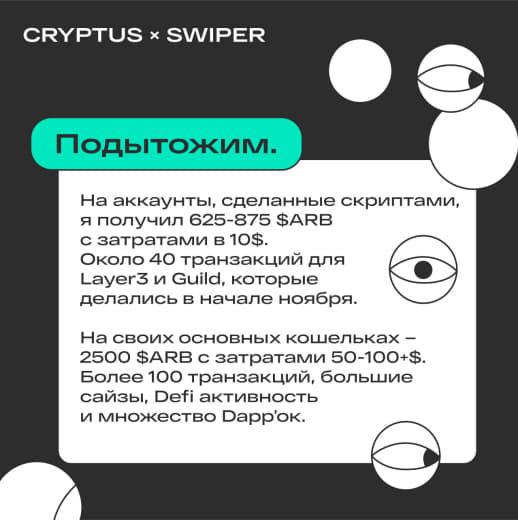 CRYPTUS × SWIPER
Подытожим.
На аккаунты, сделанные скриптами,
я получил 625-875 $ARB
с затратами в 10$.
Около 40 транзакций для
Layer3 и Guild, которые
делались в начале ноября.
На своих основных кошельках –
2500 $ARB с затратами 50-100+$.
Более 100 транзакций, большие
сайзы, Defi активность
и множество Dapp’ок.